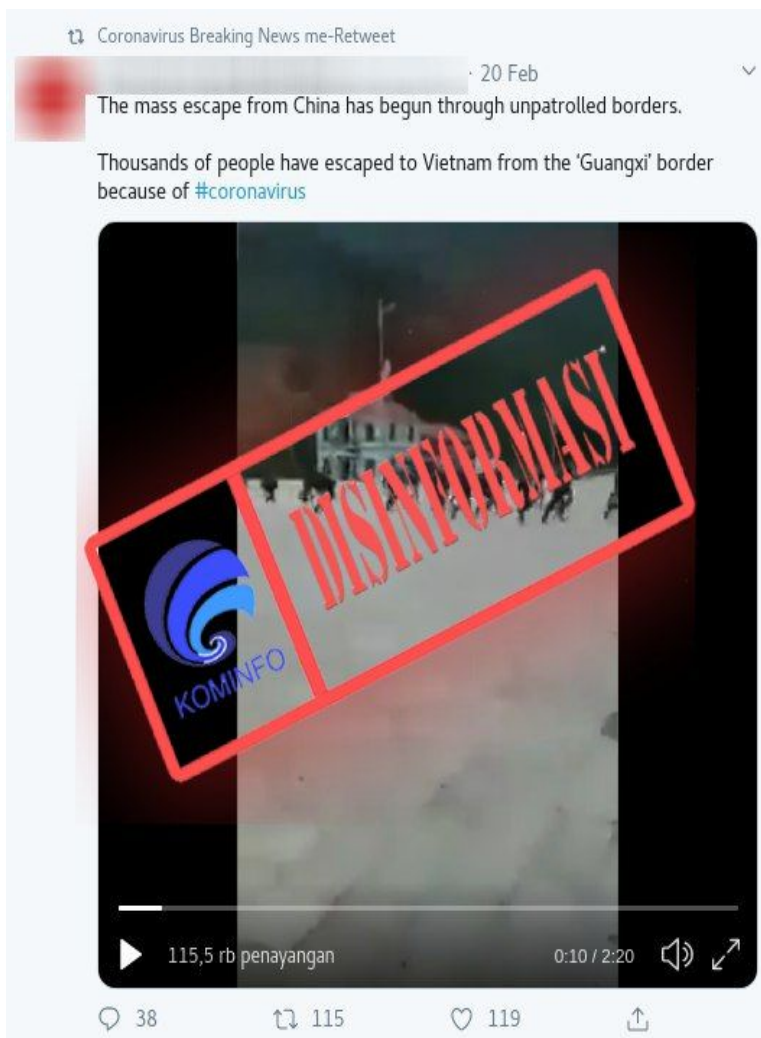 Coronavirus Breaking News me-Retweet
· 20 Feb
The mass escape from China has begun through unpatrolled borders.
Thousands of people have escaped to Vietnam from the 'Guangxi' border
because of #coronavirus
DISINFORMASI
KOMINFO
115,5 rb penayangan
0:10 / 2:20
38
115
119